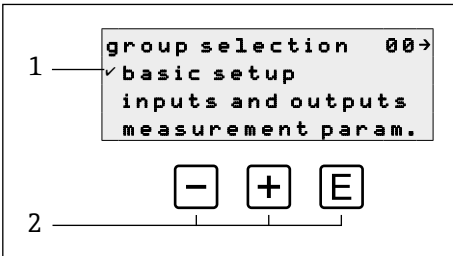 group selection 00→
1 ✓basic setup
inputs and outputs
measurement param.
- + E
2